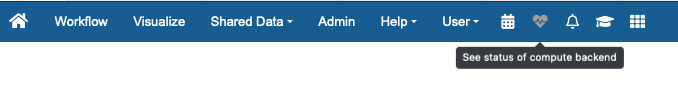 Workflow Visualize Shared Data Admin Help User
See status of compute backend